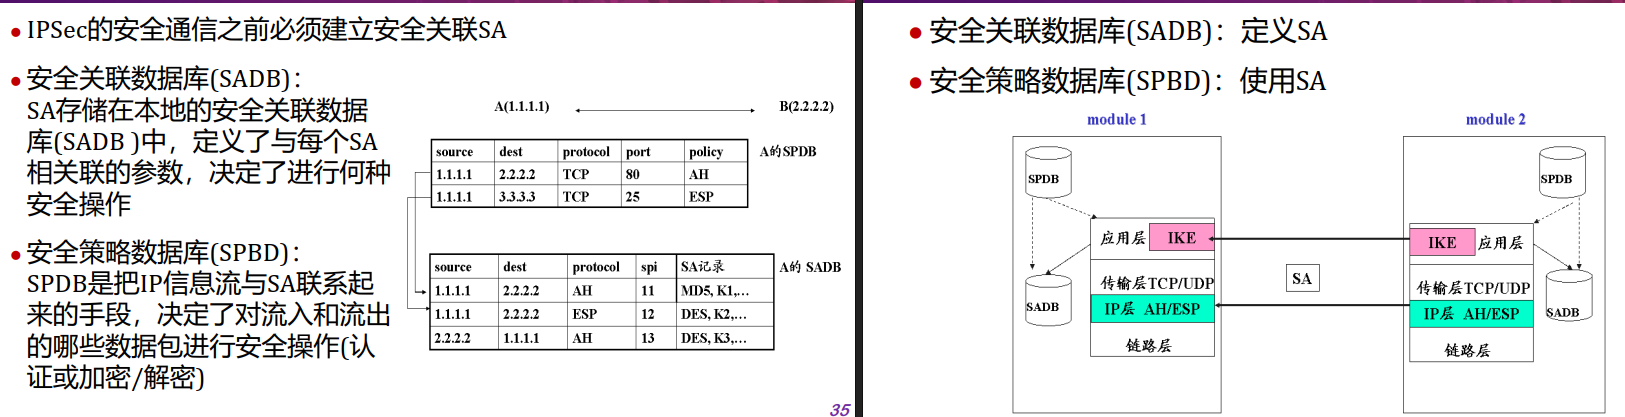 IPSec的安全通信之前必须建立安全关联SA
安全关联数据库(SADB)：
SA存储在本地的安全关联数据
库(SADB )中，定义了与每个SA
相关联的参数，决定了进行何种
安全操作
安全策略数据库(SPBD)：
SPDB是把IP信息流与SA联系起
来的手段，决定了对流入和流出
的哪些数据包进行安全操作(认
证或加密/解密)
A(1.1.1.1) B(2.2.2.2)
source dest protocol port policy
1.1.1.1 2.2.2.2 TCP 80 AH
1.1.1.1 3.3.3.3 TCP 25 ESP
A的SPDB
source dest protocol spi SA记录
1.1.1.1 2.2.2.2 AH 11 MD5, K1,...
1.1.1.1 2.2.2.2 ESP 12 DES, K2,...
2.2.2.2 1.1.1.1 AH 13 DES, K3,...
A的 SADB
35
安全关联数据库(SADB)：定义SA
安全策略数据库(SPBD)：使用SA
module 1
SPDB
应用层 IKE
传输层TCP/UDP
SADB
IP层 AH/ESP
链路层
SA
module 2
SPDB
IKE 应用层
传输层TCP/UDP
SADB
IP层 AH/ESP
链路层